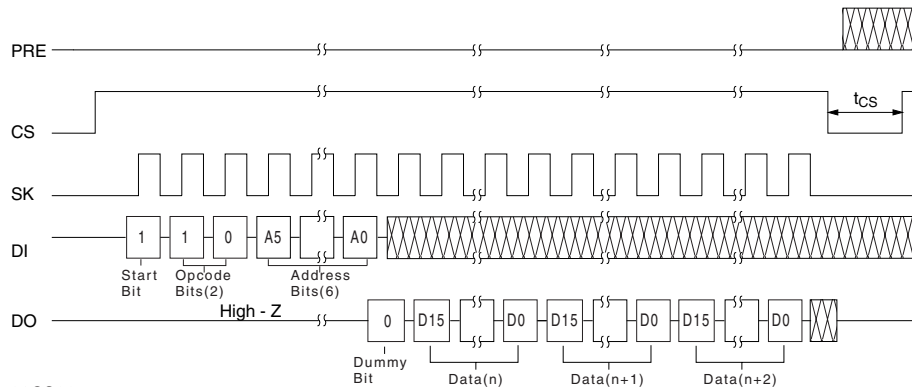 PRE
CS
tCS
SK
DI
1 1 0 A5 A0
Start Bit
Opcode Bits(2)
Address Bits(6)
High - Z
DO
0 D15 D0 D15 D0 D15 D0
Dummy Bit
Data(n)
Data(n+1)
Data(n+2)